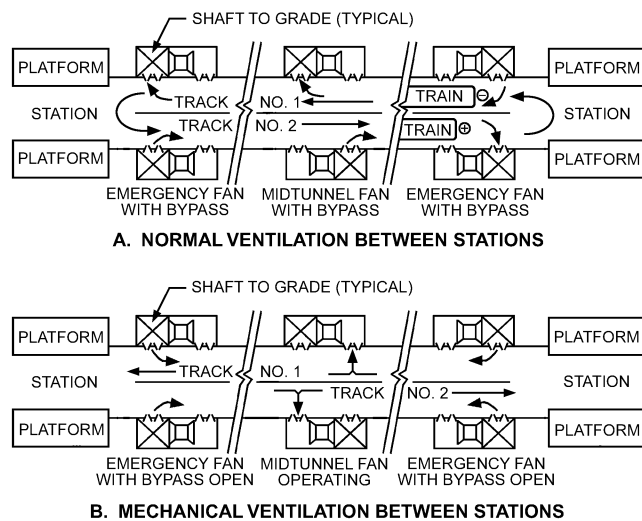 SHAFT TO GRADE (TYPICAL)
PLATFORM
PLATFORM
TRACK NO. 1
TRAIN ⊖
STATION
STATION
TRACK NO. 2
TRAIN ⊕
PLATFORM
PLATFORM
EMERGENCY FAN
WITH BYPASS
MIDTUNNEL FAN
WITH BYPASS
EMERGENCY FAN
WITH BYPASS
A. NORMAL VENTILATION BETWEEN STATIONS
SHAFT TO GRADE (TYPICAL)
PLATFORM
PLATFORM
TRACK NO. 1
STATION
STATION
TRACK NO. 2
PLATFORM
PLATFORM
EMERGENCY FAN
WITH BYPASS OPEN
MIDTUNNEL FAN
OPERATING
EMERGENCY FAN
WITH BYPASS OPEN
B. MECHANICAL VENTILATION BETWEEN STATIONS